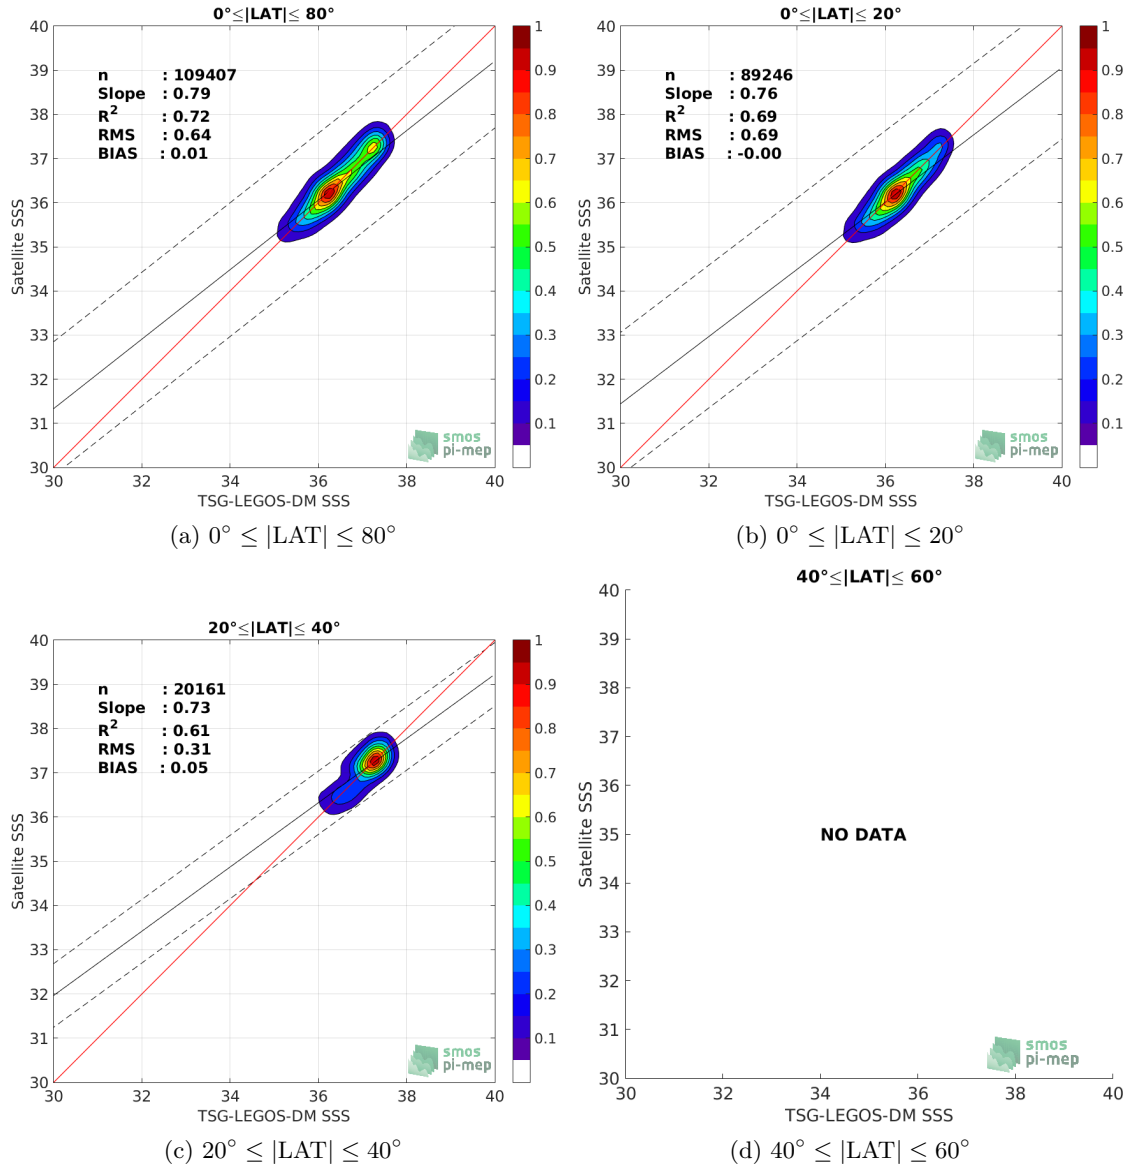 0°≤|LAT|≤ 80°
n : 109407
Slope : 0.79
R2 : 0.72
RMS : 0.64
BIAS : 0.01
40
39
38
37
36
35
34
33
32
31
30
Satellite SSS
30 32 34 36 38 40
TSG-LEGOS-DM SSS
1
0.9
0.8
0.7
0.6
0.5
0.4
0.3
0.2
0.1
smos
pi-mep
(a) 0° ≤ |LAT| ≤ 80°
0°≤|LAT|≤ 20°
n : 89246
Slope : 0.76
R2 : 0.69
RMS : 0.69
BIAS : -0.00
40
39
38
37
36
35
34
33
32
31
30
Satellite SSS
30 32 34 36 38 40
TSG-LEGOS-DM SSS
1
0.9
0.8
0.7
0.6
0.5
0.4
0.3
0.2
0.1
smos
pi-mep
(b) 0° ≤ |LAT| ≤ 20°
20°≤|LAT|≤ 40°
n : 20161
Slope : 0.73
R2 : 0.61
RMS : 0.31
BIAS : 0.05
40
39
38
37
36
35
34
33
32
31
30
Satellite SSS
30 32 34 36 38 40
TSG-LEGOS-DM SSS
1
0.9
0.8
0.7
0.6
0.5
0.4
0.3
0.2
0.1
smos
pi-mep
(c) 20° ≤ |LAT| ≤ 40°
40°≤|LAT|≤ 60°
40
39
38
37
36
35
34
33
32
31
30
Satellite SSS
NO DATA
30 32 34 36 38 40
TSG-LEGOS-DM SSS
smos
pi-mep
(d) 40° ≤ |LAT| ≤ 60°